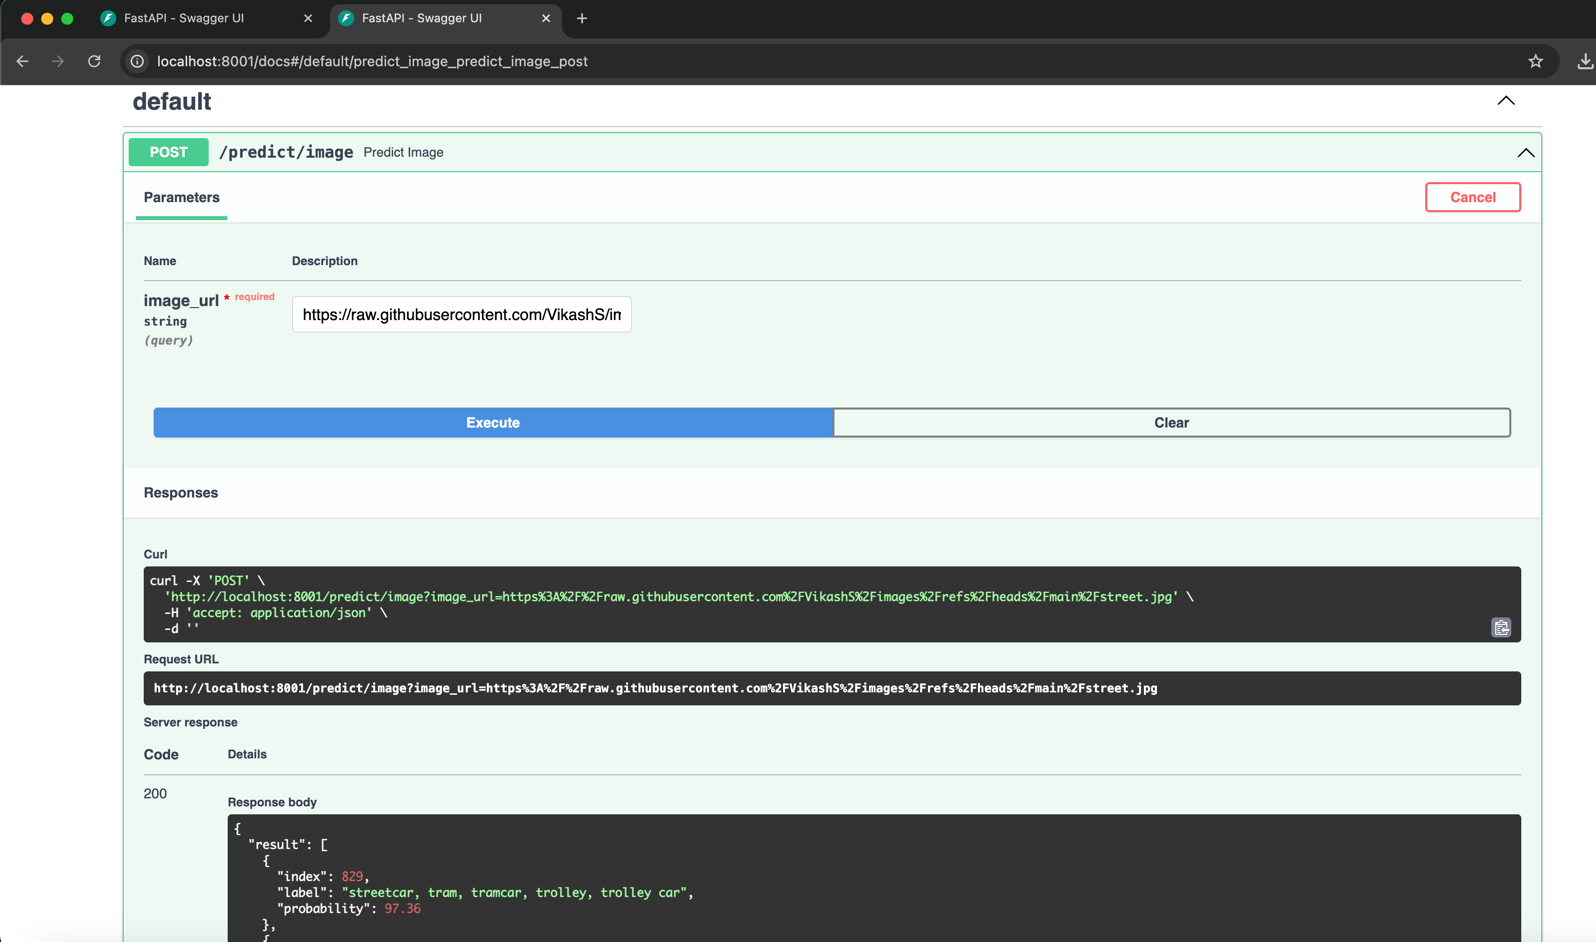 FastAPI - Swagger UI
FastAPI - Swagger UI
localhost:8001/docs#/default/predict_image_predict_image_post
default
POST /predict/image Predict Image
Parameters
Cancel
Name Description
image_url * required
string
(query)
https://raw.githubusercontent.com/VikashS/im
Execute
Clear
Responses
Curl
curl -X 'POST' \
'http://localhost:8001/predict/image?image_url=https%3A%2F%2Fraw.githubusercontent.com%2FVikashS%2Fimages%2Frefs%2Fheads%2Fmain%2Fstreet.jpg' \
-H 'accept: application/json' \
-d ''
Request URL
http://localhost:8001/predict/image?image_url=https%3A%2F%2Fraw.githubusercontent.com%2FVikashS%2Fimages%2Frefs%2Fheads%2Fmain%2Fstreet.jpg
Server response
Code Details
200
Response body
{
"result": [
{
"index": 829,
"label": "streetcar, tram, tramcar, trolley, trolley car",
"probability": 97.36
},
{